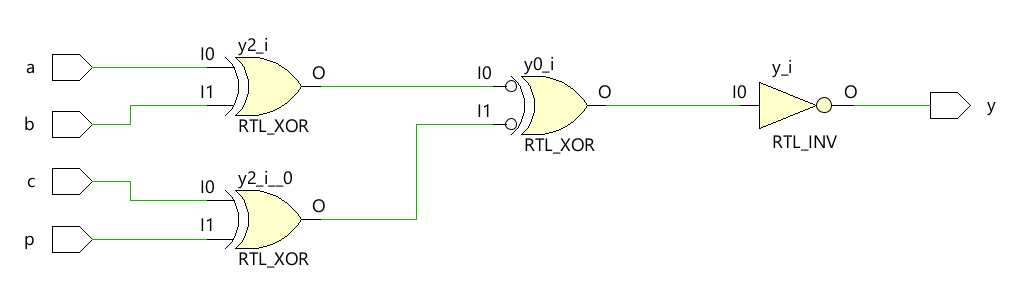 a
I0
y2_i
O
I1
RTL_XOR
b
c
I0
y2_i__0
O
I1
RTL_XOR
p
I0
y0_i
O
I1
RTL_XOR
I0
y_i
O
RTL_INV
y